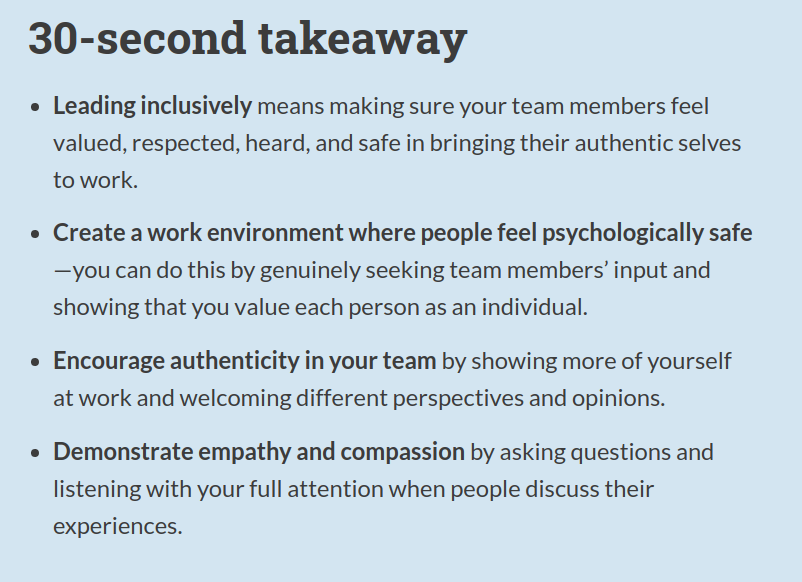 30-second takeaway
• Leading inclusively means making sure your team members feel
valued, respected, heard, and safe in bringing their authentic selves
to work.
• Create a work environment where people feel psychologically safe
—you can do this by genuinely seeking team members’ input and
showing that you value each person as an individual.
• Encourage authenticity in your team by showing more of yourself
at work and welcoming different perspectives and opinions.
• Demonstrate empathy and compassion by asking questions and
listening with your full attention when people discuss their
experiences.